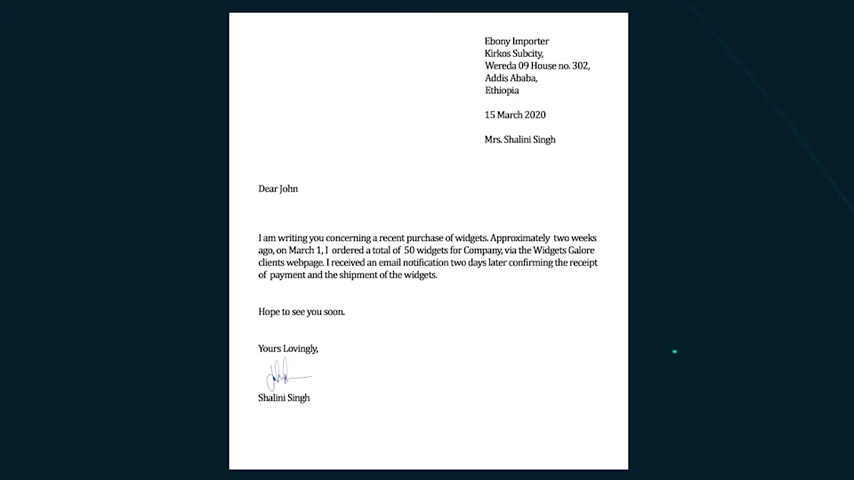 Ebony Importer
Kirkos Subcity,
Wereda 09 House no. 302,
Addis Ababa,
Ethiopia
15 March 2020
Mrs. Shalini Singh
Dear John
I am writing you concerning a recent purchase of widgets. Approximately two weeks
ago, on March 1, I ordered a total of 50 widgets for Company, via the Widgets Galore
clients webpage. I received an email notification two days later confirming the receipt
of payment and the shipment of the widgets.
Hope to see you soon.
Yours Lovingly,
Shalini Singh